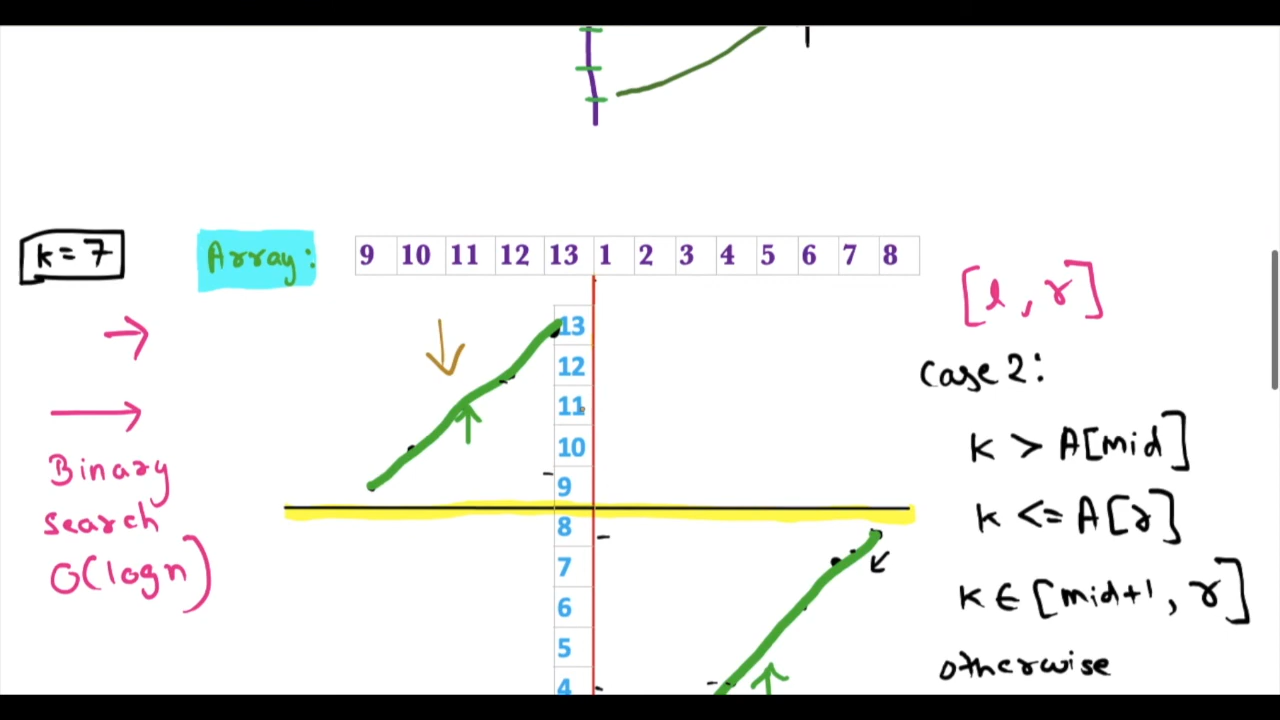 k = 7
Array:
9 10 11 12 13 1 2 3 4 5 6 7 8
[l, r]
13
12
11
10
9
8
7
6
5
4
Binary
search
O(logn)
Case 2:
K > A[mid]
K <= A[r]
K ∈ [mid+1, r]
otherwise